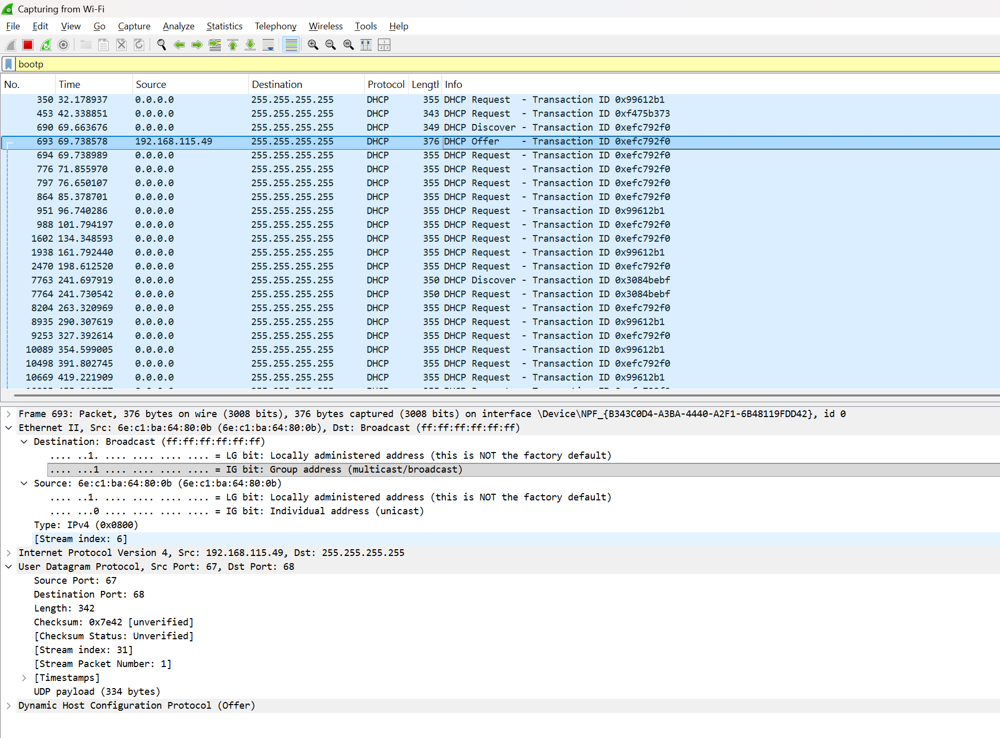 Capturing from Wi-Fi
File Edit View Go Capture Analyze Statistics Telephony Wireless Tools Help
bootp
No. Time Source Destination Protocol Length Info
350 32.178937 0.0.0.0 255.255.255.255 DHCP 355 DHCP Request - Transaction ID 0x99612b1
453 42.338851 0.0.0.0 255.255.255.255 DHCP 343 DHCP Request - Transaction ID 0xf475b373
690 69.663676 0.0.0.0 255.255.255.255 DHCP 349 DHCP Discover - Transaction ID 0xefc792f0
693 69.738578 192.168.115.49 255.255.255.255 DHCP 376 DHCP Offer - Transaction ID 0xefc792f0
694 69.738989 0.0.0.0 255.255.255.255 DHCP 355 DHCP Request - Transaction ID 0xefc792f0
776 71.855970 0.0.0.0 255.255.255.255 DHCP 355 DHCP Request - Transaction ID 0xefc792f0
797 76.650107 0.0.0.0 255.255.255.255 DHCP 355 DHCP Request - Transaction ID 0xefc792f0
864 85.378701 0.0.0.0 255.255.255.255 DHCP 355 DHCP Request - Transaction ID 0xefc792f0
951 96.740286 0.0.0.0 255.255.255.255 DHCP 355 DHCP Request - Transaction ID 0x99612b1
988 101.794197 0.0.0.0 255.255.255.255 DHCP 355 DHCP Request - Transaction ID 0xefc792f0
1602 134.348593 0.0.0.0 255.255.255.255 DHCP 355 DHCP Request - Transaction ID 0xefc792f0
1938 161.792440 0.0.0.0 255.255.255.255 DHCP 355 DHCP Request - Transaction ID 0x99612b1
2470 198.612520 0.0.0.0 255.255.255.255 DHCP 355 DHCP Request - Transaction ID 0xefc792f0
7763 241.697919 0.0.0.0 255.255.255.255 DHCP 350 DHCP Discover - Transaction ID 0x3084bebf
7764 241.730542 0.0.0.0 255.255.255.255 DHCP 350 DHCP Request - Transaction ID 0x3084bebf
8204 263.320969 0.0.0.0 255.255.255.255 DHCP 355 DHCP Request - Transaction ID 0xefc792f0
8935 290.307619 0.0.0.0 255.255.255.255 DHCP 355 DHCP Request - Transaction ID 0x99612b1
9253 327.392614 0.0.0.0 255.255.255.255 DHCP 355 DHCP Request - Transaction ID 0xefc792f0
10089 354.599005 0.0.0.0 255.255.255.255 DHCP 355 DHCP Request - Transaction ID 0x99612b1
10498 391.802745 0.0.0.0 255.255.255.255 DHCP 355 DHCP Request - Transaction ID 0xefc792f0
10669 419.221909 0.0.0.0 255.255.255.255 DHCP 355 DHCP Request - Transaction ID 0x99612b1
Frame 693: Packet, 376 bytes on wire (3008 bits), 376 bytes captured (3008 bits) on interface \Device\NPF_{B343C0D4-A3BA-4440-A2F1-6B48119FDD42}, id 0
Ethernet II, Src: 6e:c1:ba:64:80:0b (6e:c1:ba:64:80:0b), Dst: Broadcast (ff:ff:ff:ff:ff:ff)
Destination: Broadcast (ff:ff:ff:ff:ff:ff)
.... ..1. .... .... .... .... = LG bit: Locally administered address (this is NOT the factory default)
.... ...1 .... .... .... .... = IG bit: Group address (multicast/broadcast)
Source: 6e:c1:ba:64:80:0b (6e:c1:ba:64:80:0b)
.... ..1. .... .... .... .... = LG bit: Locally administered address (this is NOT the factory default)
.... ...0 .... .... .... .... = IG bit: Individual address (unicast)
Type: IPv4 (0x0800)
[Stream index: 6]
Internet Protocol Version 4, Src: 192.168.115.49, Dst: 255.255.255.255
User Datagram Protocol, Src Port: 67, Dst Port: 68
Source Port: 67
Destination Port: 68
Length: 342
Checksum: 0x7e42 [unverified]
[Checksum Status: Unverified]
[Stream index: 31]
[Stream Packet Number: 1]
[Timestamps]
UDP payload (334 bytes)
Dynamic Host Configuration Protocol (Offer)